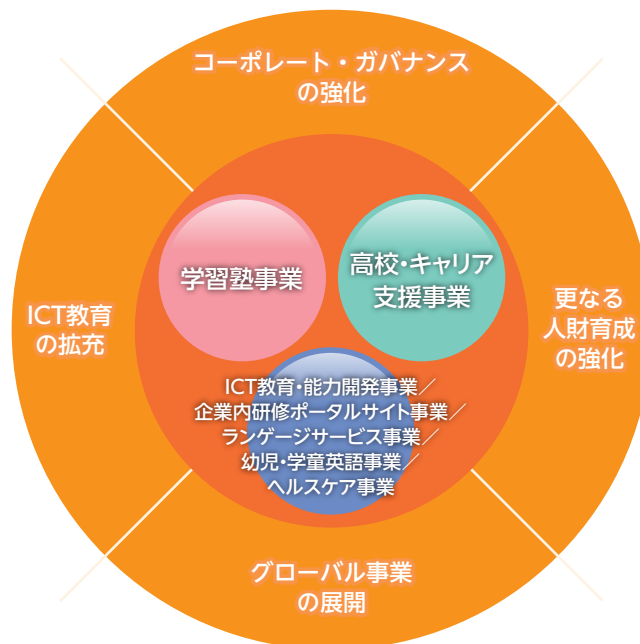 コーポレート・ガバナンス
の強化
学習塾事業
高校・キャリア
支援事業
ICT教育
の拡充
更なる
人財育成
の強化
ICT教育・能力開発事業／
企業内研修ポータルサイト事業／
ランゲージサービス事業／
幼児・学童英語事業／
ヘルスケア事業
グローバル事業
の展開